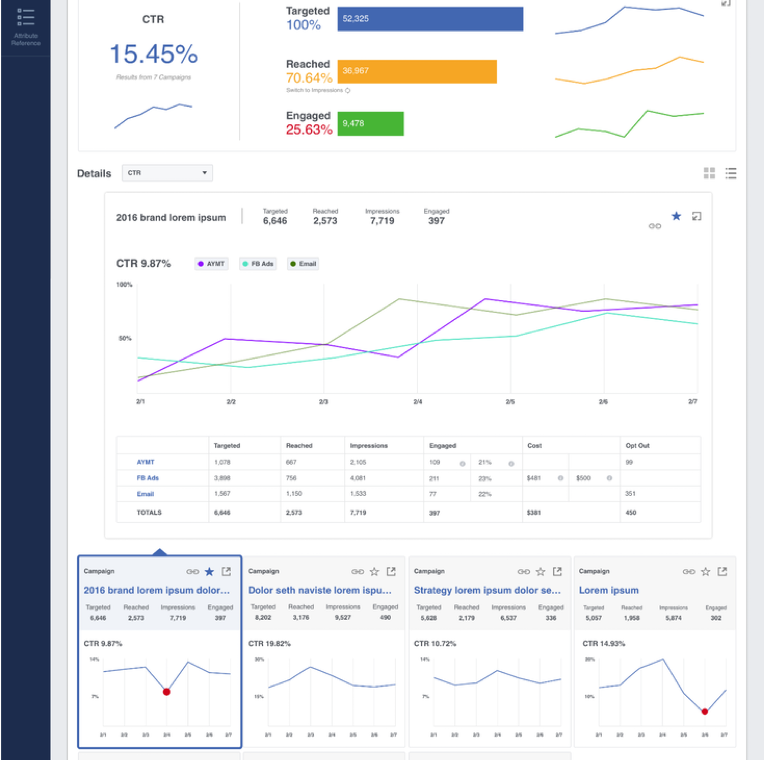 Attribute
Reference
CTR
15.45%
Results from 7 Campaigns
Targeted
100%
52,325
Reached
70.64%
36,967
Switch to Impressions
Engaged
25.63%
9,478
Details
CTR
2016 brand lorem ipsum
Targeted Reached Impressions Engaged
6,646 2,573 7,719 397
CTR 9.87% AYMT FB Ads Email
100%
50%
2/1 2/2 2/3 2/4 2/5 2/6 2/7
Targeted Reached Impressions Engaged Cost Opt Out
AYMT 1,078 667 2,105 109 21% 99
FB Ads 3,898 756 4,081 211 23% $481 $500
Email 1,567 1,150 1,533 77 22% 351
TOTALS 6,646 2,573 7,719 397 $381 450
Campaign
2016 brand lorem ipsum dolor...
Targeted Reached Impressions Engaged
6,646 2,573 7,719 397
CTR 9.87%
14%
7%
2/1 2/2 2/3 2/4 2/5 2/6 2/7
Campaign
Dolor seth naviste lorem ispu...
Targeted Reached Impressions Engaged
8,202 3,176 9,527 490
CTR 19.82%
2/1 2/2 2/3 2/4 2/5 2/6 2/7
Campaign
Strategy lorem ipsum dolor se...
Targeted Reached Impressions Engaged
5,628 2,179 6,537 336
CTR 10.72%
14%
7%
2/1 2/2 2/3 2/4 2/5 2/6 2/7
Campaign
Lorem ipsum
Targeted Reached Impressions Engaged
5,057 1,958 5,874 302
CTR 14.93%
2/1 2/2 2/3 2/4 2/5 2/6 2/7